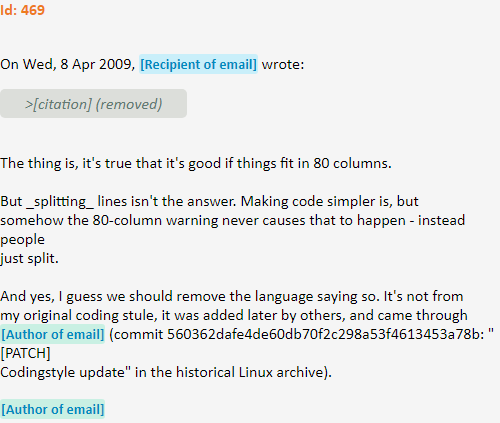 Id: 469
On Wed, 8 Apr 2009, [Recipient of email] wrote:
>[citation] (removed)
The thing is, it's true that it's good if things fit in 80 columns.
But _splitting_ lines isn't the answer. Making code simpler is, but
somehow the 80-column warning never causes that to happen - instead
people
just split.
And yes, I guess we should remove the language saying so. It's not from
my original coding stule, it was added later by others, and came through
[Author of email] (commit 560362dafe4de60db70f2c298a53f4613453a78b: "
[PATCH]
Codingstyle update" in the historical Linux archive).
[Author of email]